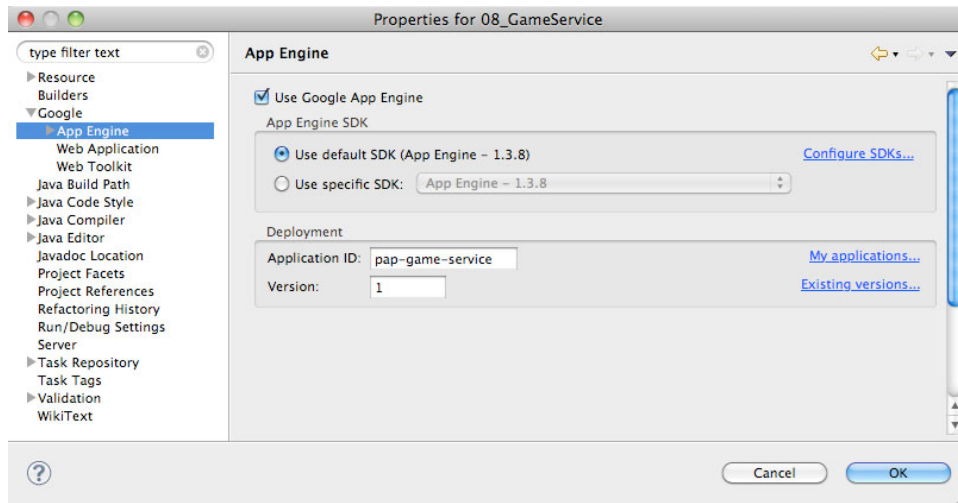 Properties for 08_GameService
type filter text
Resource
Builders
Google
App Engine
Web Application
Web Toolkit
Java Build Path
Java Code Style
Java Compiler
Java Editor
Javadoc Location
Project Facets
Project References
Refactoring History
Run/Debug Settings
Server
Task Repository
Task Tags
Validation
WikiText
App Engine
Use Google App Engine
App Engine SDK
Use default SDK (App Engine - 1.3.8) Configure SDKs...
Use specific SDK: App Engine - 1.3.8
Deployment
Application ID: pap-game-service My applications...
Version: 1 Existing versions...
? Cancel OK